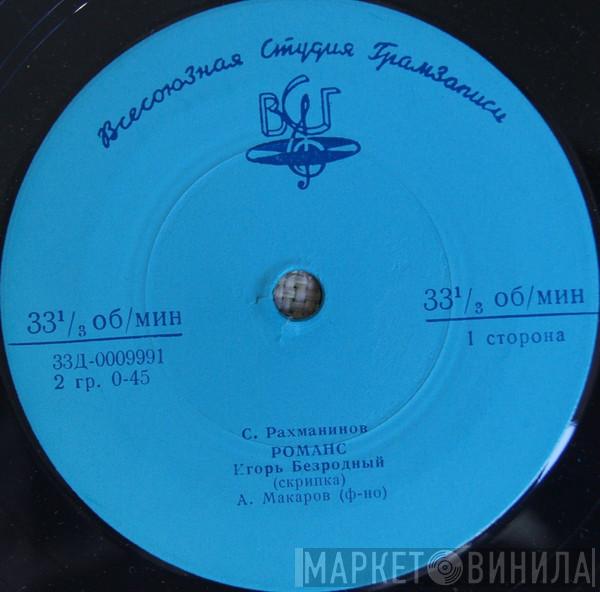 Всесоюзная Студия Грамзаписи
ВСГ
33¹/₃ об/мин
33Д-0009991
2 гр. 0-45
33¹/₃ об/мин
1 сторона
С. Рахманинов
РОМАНС
Игорь Безродный
(скрипка)
А. Макаров (ф-но)
МАРКЕТ ВИНИЛА